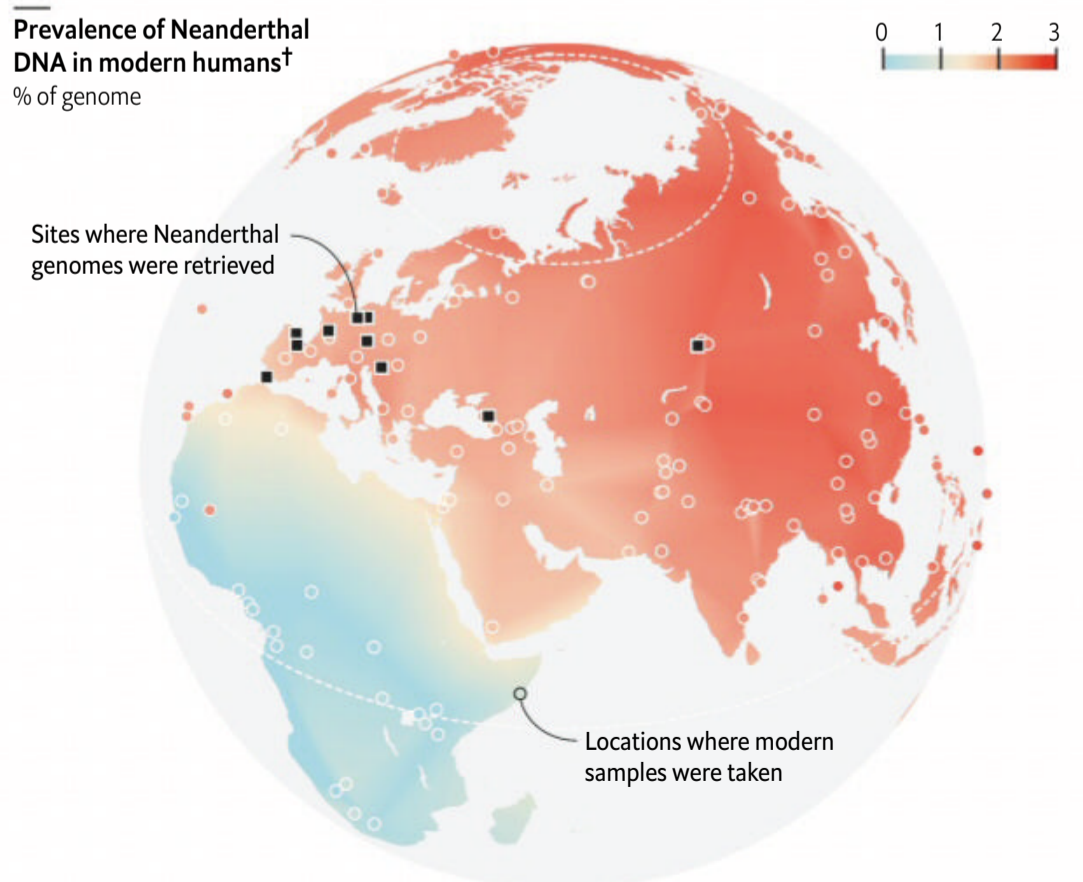 Prevalence of Neanderthal
DNA in modern humans†
% of genome
0 1 2 3
Sites where Neanderthal
genomes were retrieved
Locations where modern
samples were taken